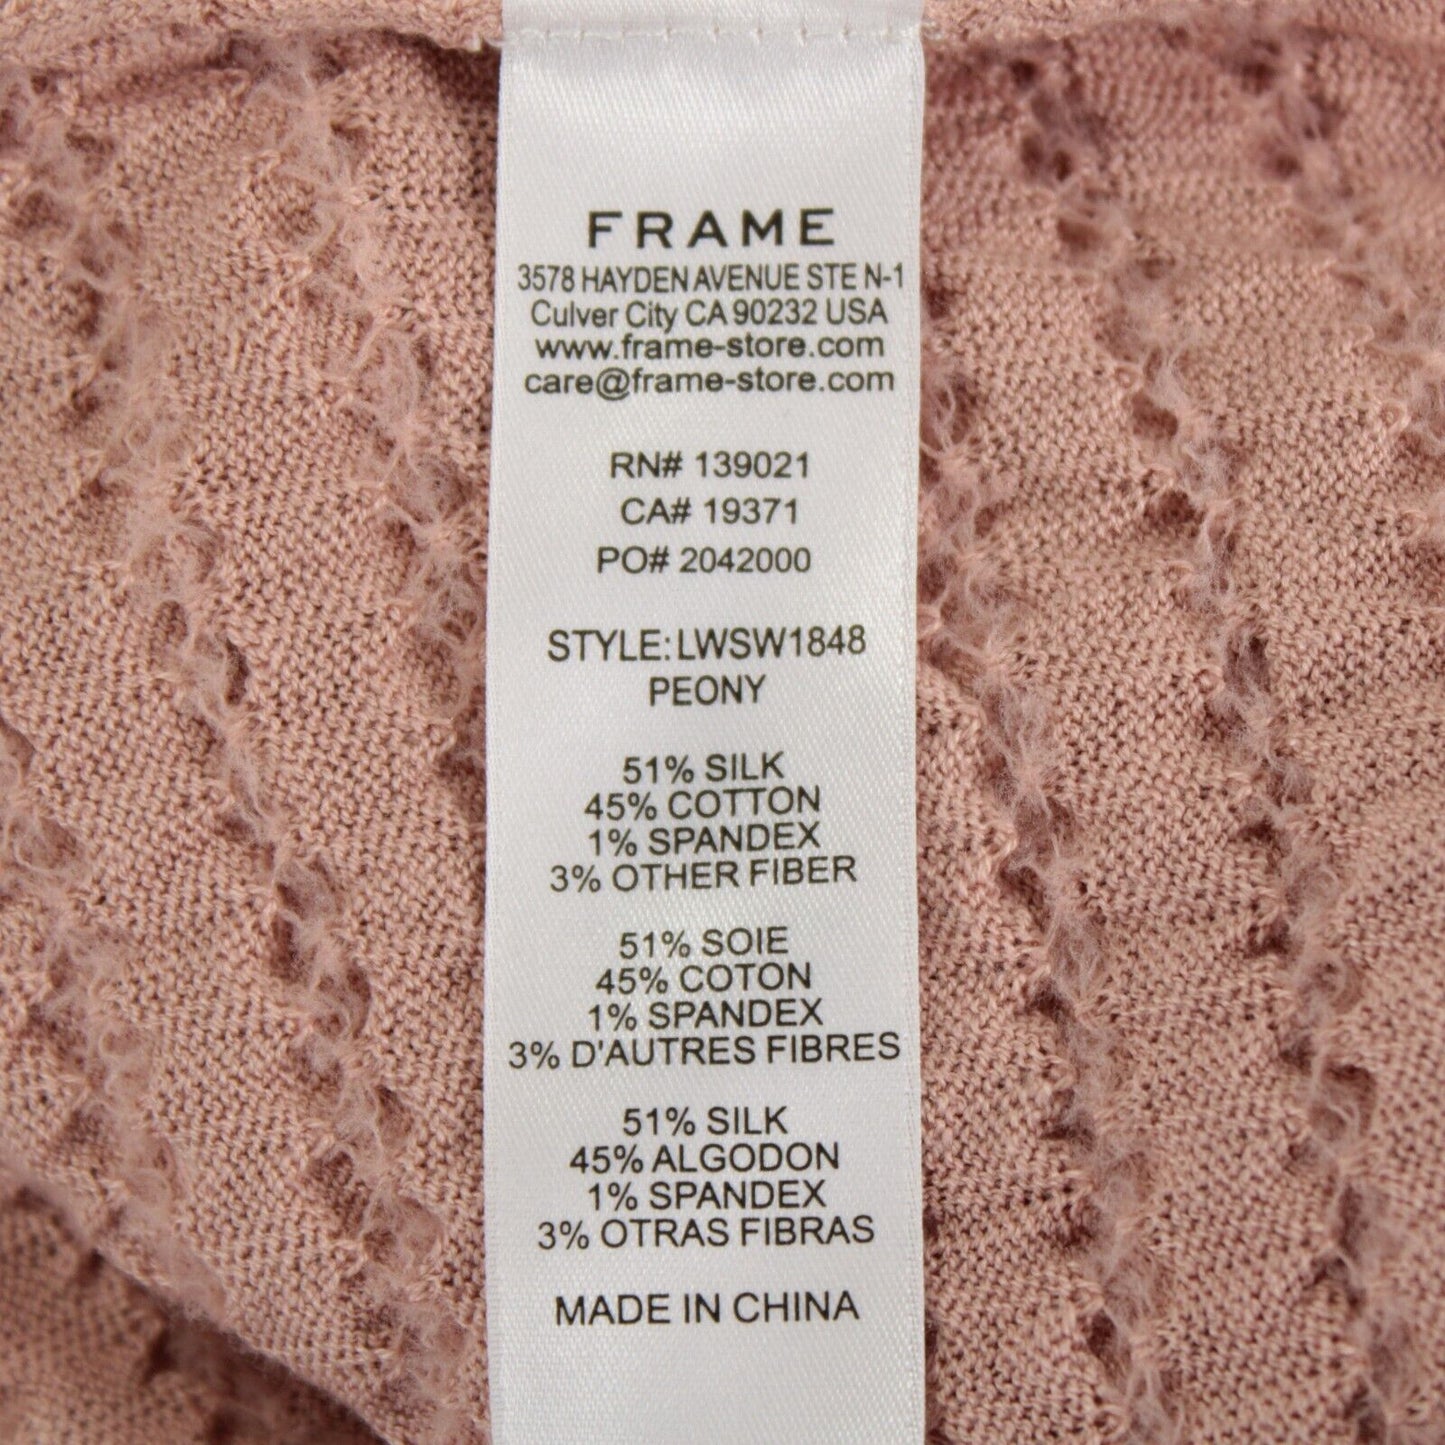 FRAME
3578 HAYDEN AVENUE STE N-1
Culver City CA 90232 USA
www.frame-store.com
care@frame-store.com
RN# 139021
CA# 19371
PO# 2042000
STYLE: LWSW1848
PEONY
51% SILK
45% COTTON
1% SPANDEX
3% OTHER FIBER
51% SOIE
45% COTON
1% SPANDEX
3% D'AUTRES FIBRES
51% SILK
45% ALGODON
1% SPANDEX
3% OTRAS FIBRAS
MADE IN CHINA